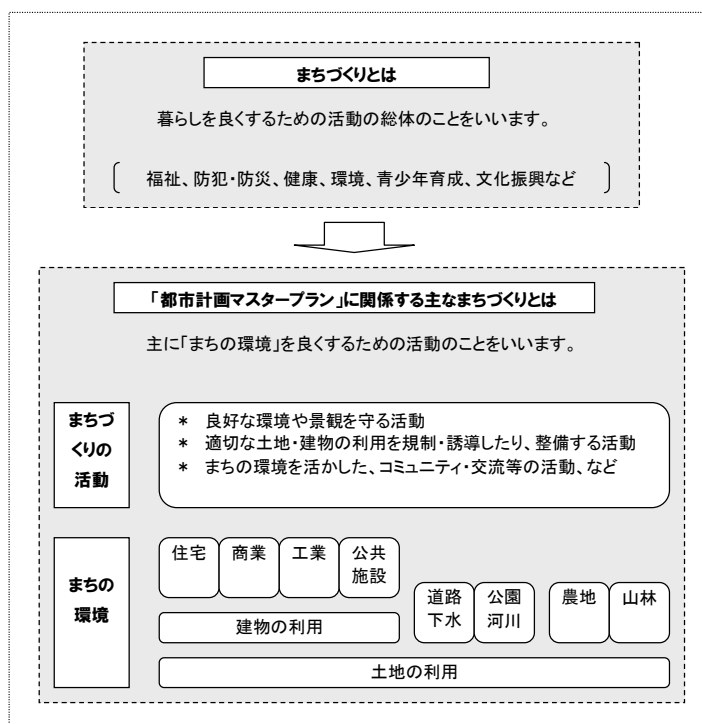 まちづくりとは
暮らしを良くするための活動の総体のことをいいます。
福祉、防犯・防災、健康、環境、青少年育成、文化振興など
「都市計画マスタープラン」に関係する主なまちづくりとは
主に「まちの環境」を良くするための活動のことをいいます。
まちづ
くりの
活動
* 良好な環境や景観を守る活動
* 適切な土地・建物の利用を規制・誘導したり、整備する活動
* まちの環境を活かした、コミュニティ・交流等の活動、など
まちの
環境
住宅
商業
工業
公共
施設
道路
下水
公園
河川
農地
山林
建物の利用
土地の利用